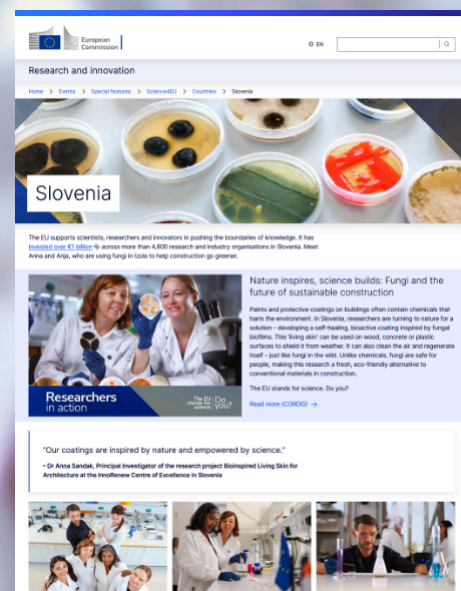 European
Commission
EN
Research and innovation
Home > Events > Special features > Science4EU > Countries > Slovenia
Slovenia
The EU supports scientists, researchers and innovators in pushing the boundaries of knowledge. It has
invested over €1 billion across more than 4,800 research and industry organisations in Slovenia. Meet
Anna and Anja, who are using fungi in Izola to help construction go greener.
Nature inspires, science builds: Fungi and the
future of sustainable construction
Paints and protective coatings on buildings often contain chemicals that
harm the environment. In Slovenia, researchers are turning to nature for a
solution – developing a self-healing, bioactive coating inspired by fungal
biofilms. This 'living skin' can be used on wood, concrete or plastic
surfaces to shield it from weather. It can also clean the air and regenerate
itself – just like fungi in the wild. Unlike chemicals, fungi are safe for
people, making this research a fresh, eco-friendly alternative to
conventional materials in construction.
The EU stands for science. Do you?
Read more (CORDIS) →
Researchers
in action
The EU
stands for
science
Do
you?
"Our coatings are inspired by nature and empowered by science."
– Dr Anna Sandak, Principal Investigator of the research project Bioinspired Living Skin for
Architecture at the InnoRenew Centre of Excellence in Slovenia